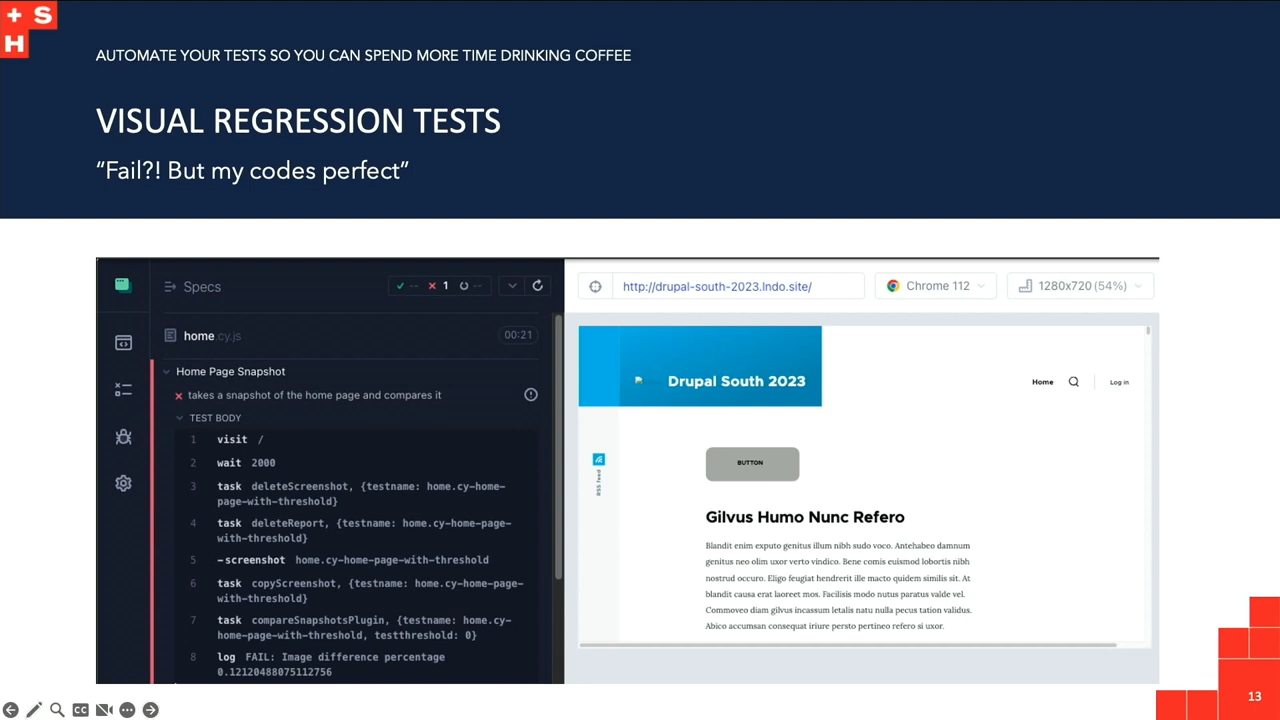 + S
H
AUTOMATE YOUR TESTS SO YOU CAN SPEND MORE TIME DRINKING COFFEE
VISUAL REGRESSION TESTS
“Fail?! But my codes perfect”
Specs
-- 1 --
home.cy.js
00:21
Home Page Snapshot
takes a snapshot of the home page and compares it
TEST BODY
1 visit /
2 wait 2000
3 task deleteScreenshot, {testname: home.cy-home-
page-with-threshold}
4 task deleteReport, {testname: home.cy-home-page-
with-threshold}
5 -screenshot home.cy-home-page-with-threshold
6 task copyScreenshot, {testname: home.cy-home-page-
with-threshold}
7 task compareSnapshotsPlugin, {testname: home.cy-
home-page-with-threshold, testthreshold: 0}
8 log FAIL: Image difference percentage
0.12120488075112756
http://drupal-south-2023.lndo.site/
Chrome 112
1280x720 (54%)
Drupal South 2023
Home
Log in
RSS feed
BUTTON
Gilvus Humo Nunc Refero
Blandit enim exputo genitus illum nibh sudo voco. Antehabeo damnum
genitus neo olim uxor verto vindico. Bene comis euismod lobortis nibh
nostrud occuro. Eligo feugiat hendrerit ille macto quidem similis sit. At
blandit causa erat laoreet mos. Facilisis modo nutus paratus valde vel.
Commoveo diam gilvus incassum letalis natu nulla pecus tation validus.
Abico accumsan consequat iriure persto pertineo refero si uxor.
CC
13